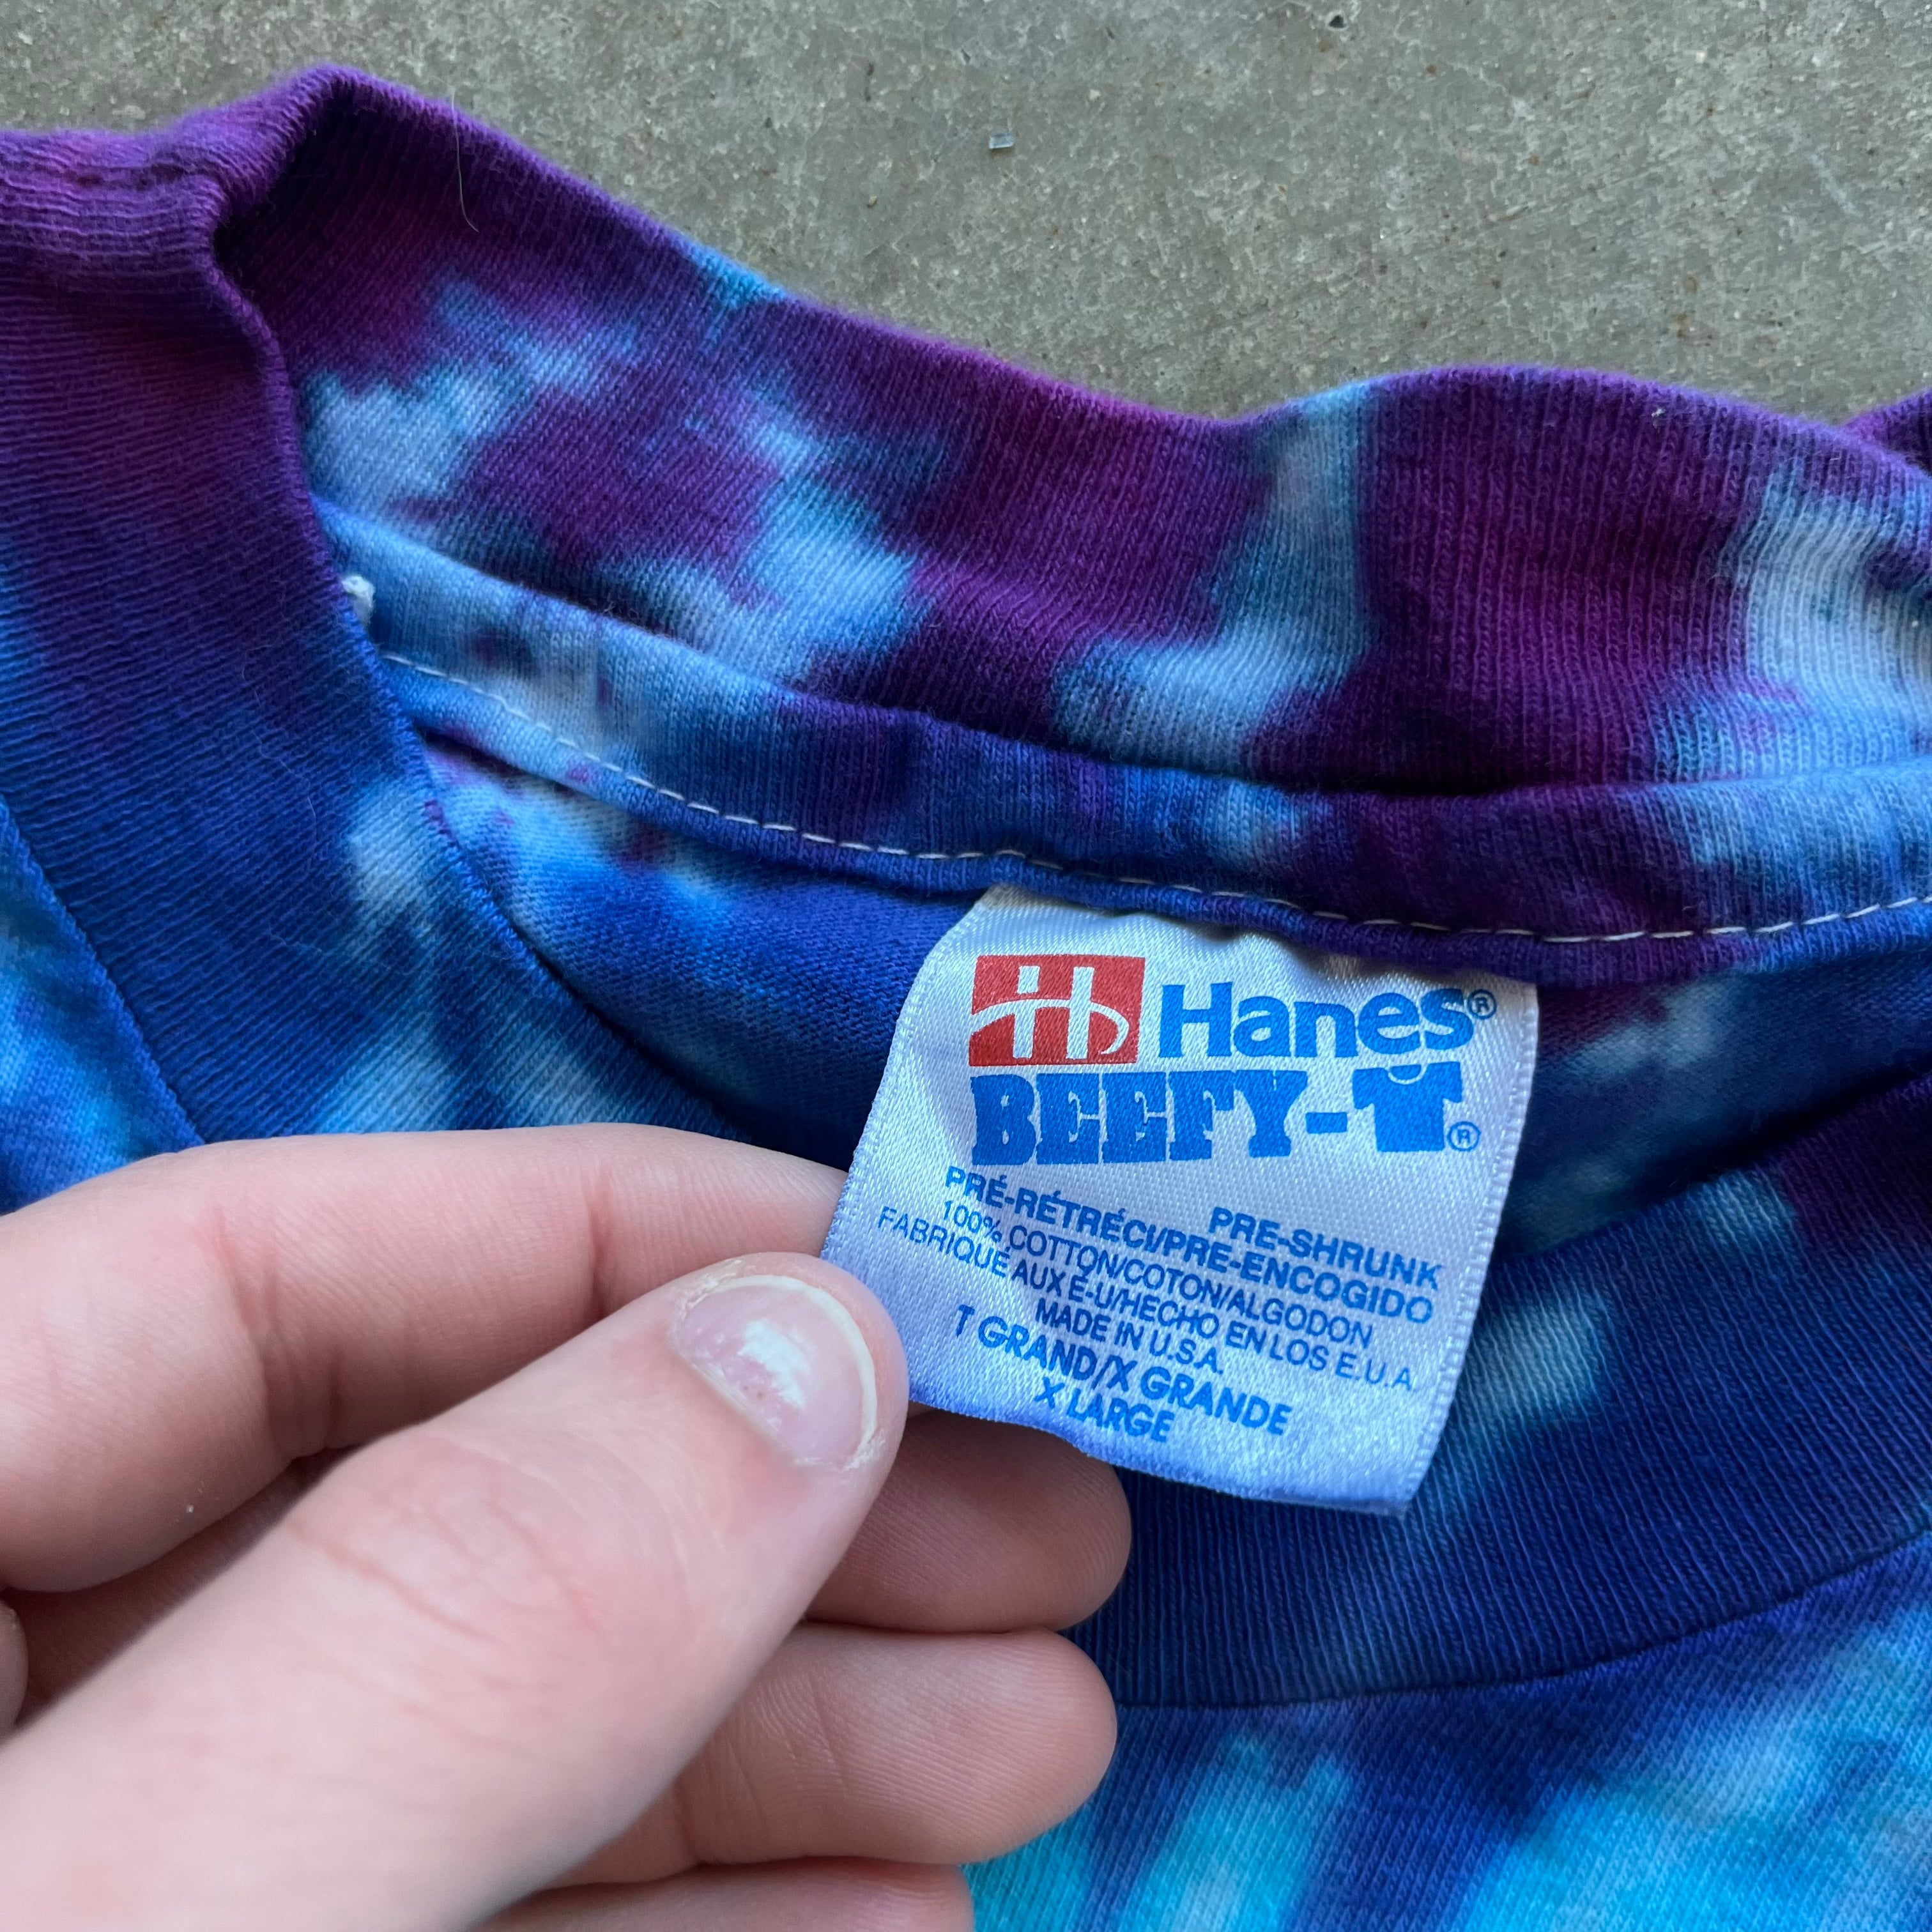 H Hanes®
BEEFY-T®
PRE-SHRUNK
PRÉ-RÉTRÉCI/PRE-ENCOGIDO
100% COTTON/COTON/ALGODON
FABRIQUÉ AUX É-U/HECHO EN LOS E.U.A.
MADE IN U.S.A.
T GRAND/X GRANDE
X LARGE